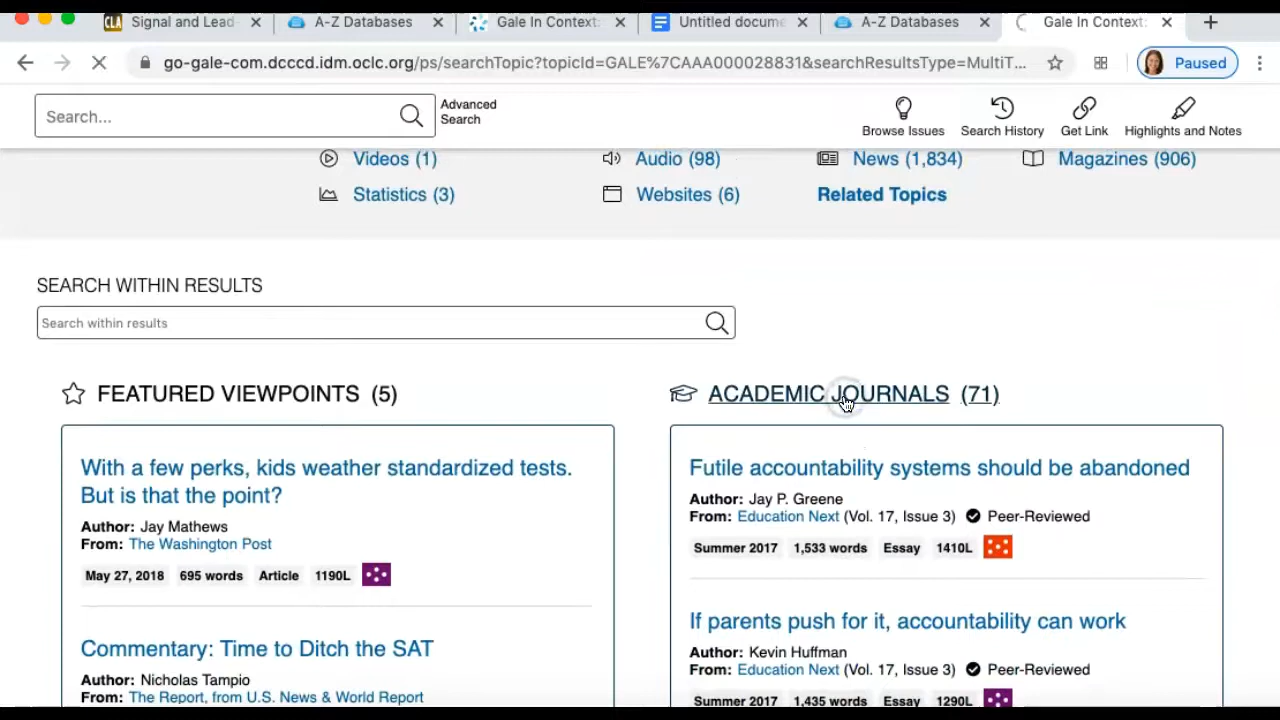 CLA Signal and Lead A-Z Databases Gale In Context: Untitled docume A-Z Databases Gale In Context:
go-gale-com.dcccd.idm.oclc.org/ps/searchTopic?topicId=GALE%7CAAA000028831&searchResultsType=MultiT... Paused
Search... Advanced Search Browse Issues Search History Get Link Highlights and Notes
Videos (1) Audio (98) News (1,834) Magazines (906)
Statistics (3) Websites (6) Related Topics
SEARCH WITHIN RESULTS
Search within results
FEATURED VIEWPOINTS (5)
With a few perks, kids weather standardized tests.
But is that the point?
Author: Jay Mathews
From: The Washington Post
May 27, 2018 695 words Article 1190L
Commentary: Time to Ditch the SAT
Author: Nicholas Tampio
From: The Report, from U.S. News & World Report
ACADEMIC JOURNALS (71)
Futile accountability systems should be abandoned
Author: Jay P. Greene
From: Education Next (Vol. 17, Issue 3) Peer-Reviewed
Summer 2017 1,533 words Essay 1410L
If parents push for it, accountability can work
Author: Kevin Huffman
From: Education Next (Vol. 17, Issue 3) Peer-Reviewed
Summer 2017 1,435 words Essay 1290L